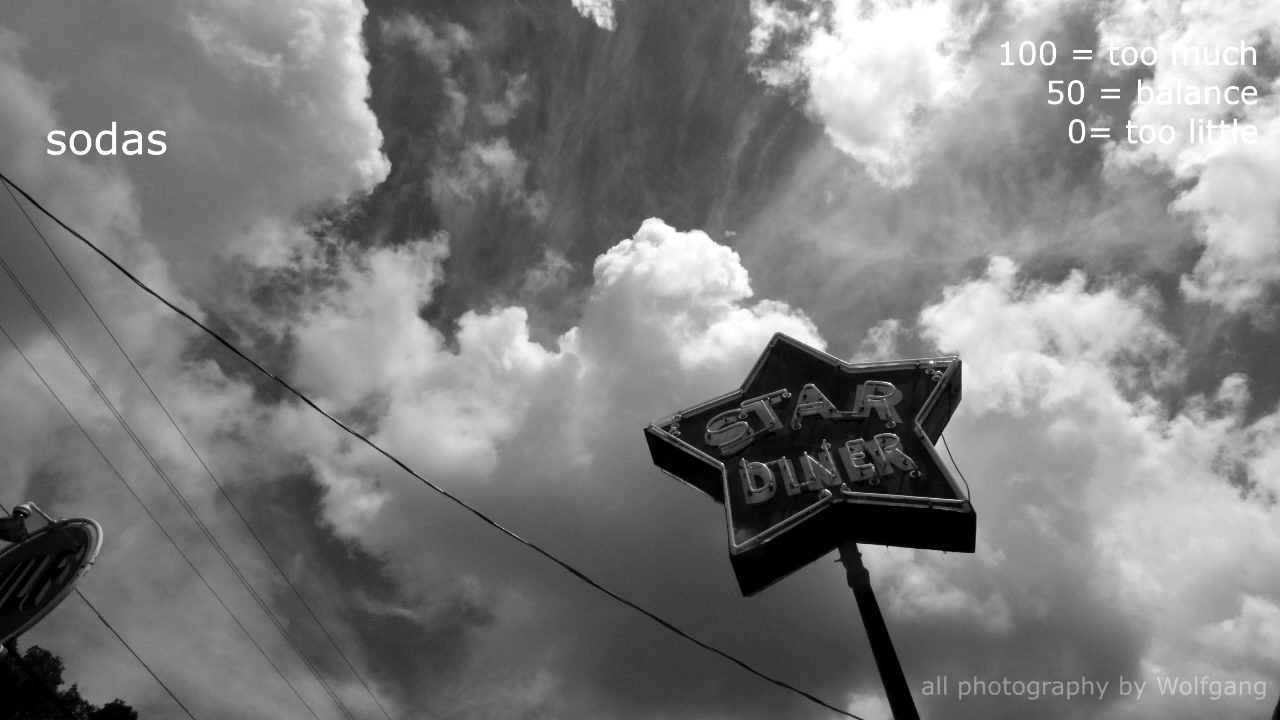 100 = too much
50 = balance
0= too little
sodas
STAR
DINER
all photography by Wolfgang